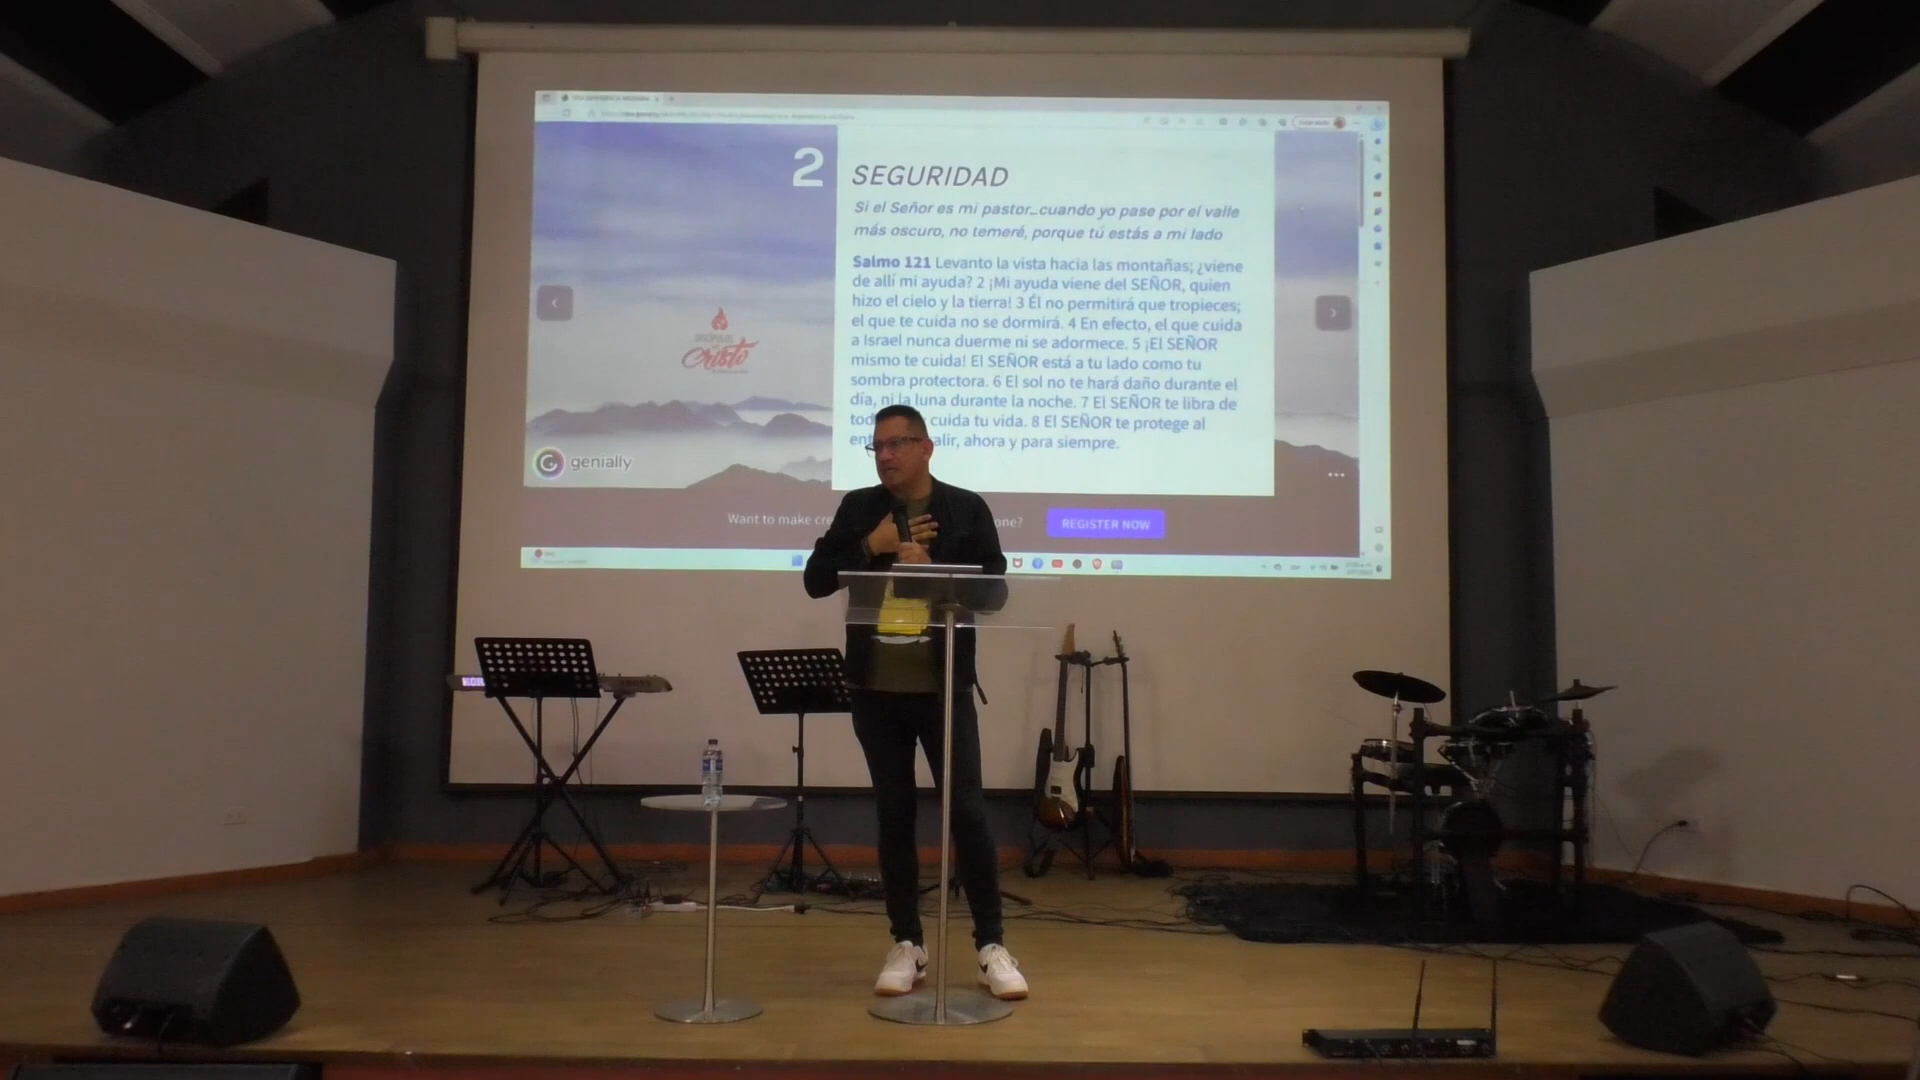 2
SEGURIDAD
Si el Señor es mi pastor...cuando yo pase por el valle
más oscuro, no temeré, porque tú estás a mi lado
Salmo 121 Levanto la vista hacia las montañas; ¿viene
de allí mi ayuda? 2 ¡Mi ayuda viene del SEÑOR, quien
hizo el cielo y la tierra! 3 Él no permitirá que tropieces;
el que te cuida no se dormirá. 4 En efecto, el que cuida
a Israel nunca duerme ni se adormece. 5 ¡El SEÑOR
mismo te cuida! El SEÑOR está a tu lado como tu
sombra protectora. 6 El sol no te hará daño durante el
día, ni la luna durante la noche. 7 El SEÑOR te libra de
cuida tu vida. 8 El SEÑOR te protege al
ahora y para siempre.
Cristo
genially
Want to make
REGISTER NOW